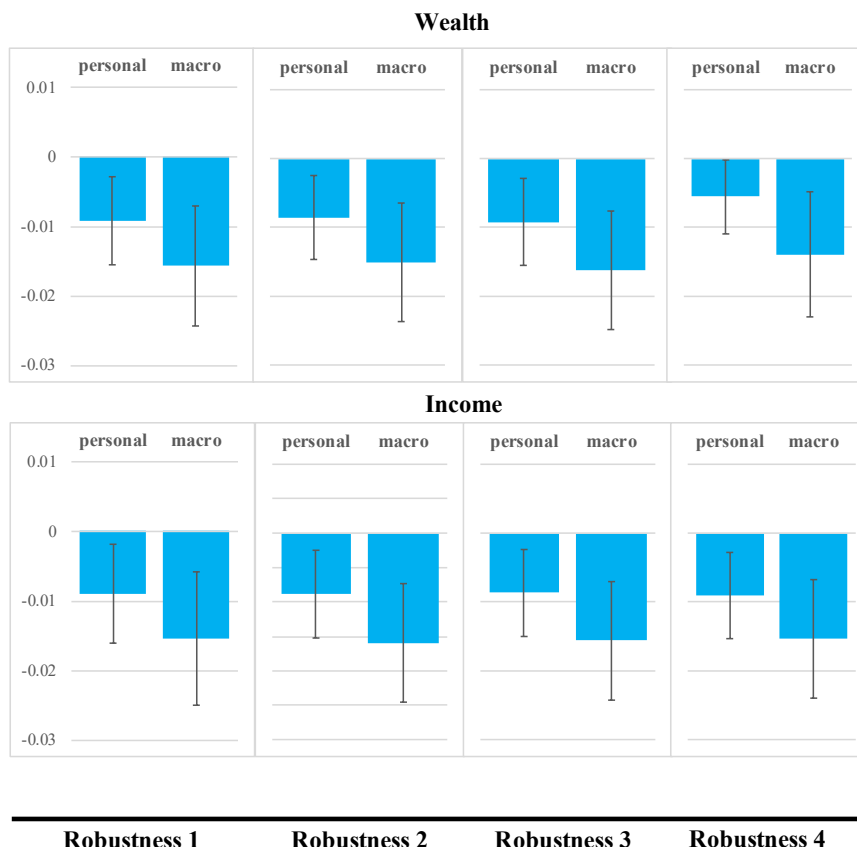 Wealth
personal macro personal macro personal macro personal macro
0.01
0
-0.01
-0.02
-0.03
Income
personal macro personal macro personal macro personal macro
0.01
0
-0.01
-0.02
-0.03
Robustness 1 Robustness 2 Robustness 3 Robustness 4